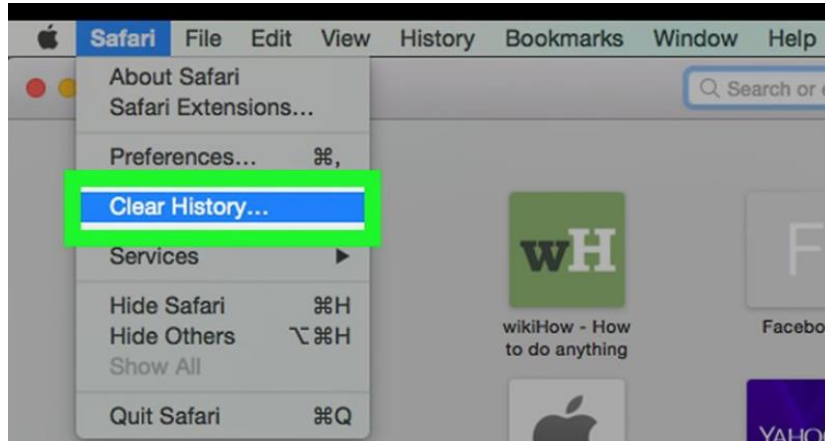 Safari File Edit View History Bookmarks Window Help
About Safari
Safari Extensions...
Search or
Preferences... ⌘,
Clear History...
Services ▶
Hide Safari ⌘H
Hide Others ⌥⌘H
Show All
Quit Safari ⌘Q
wH
wikiHow - How
to do anything
F
Facebo
YAHO